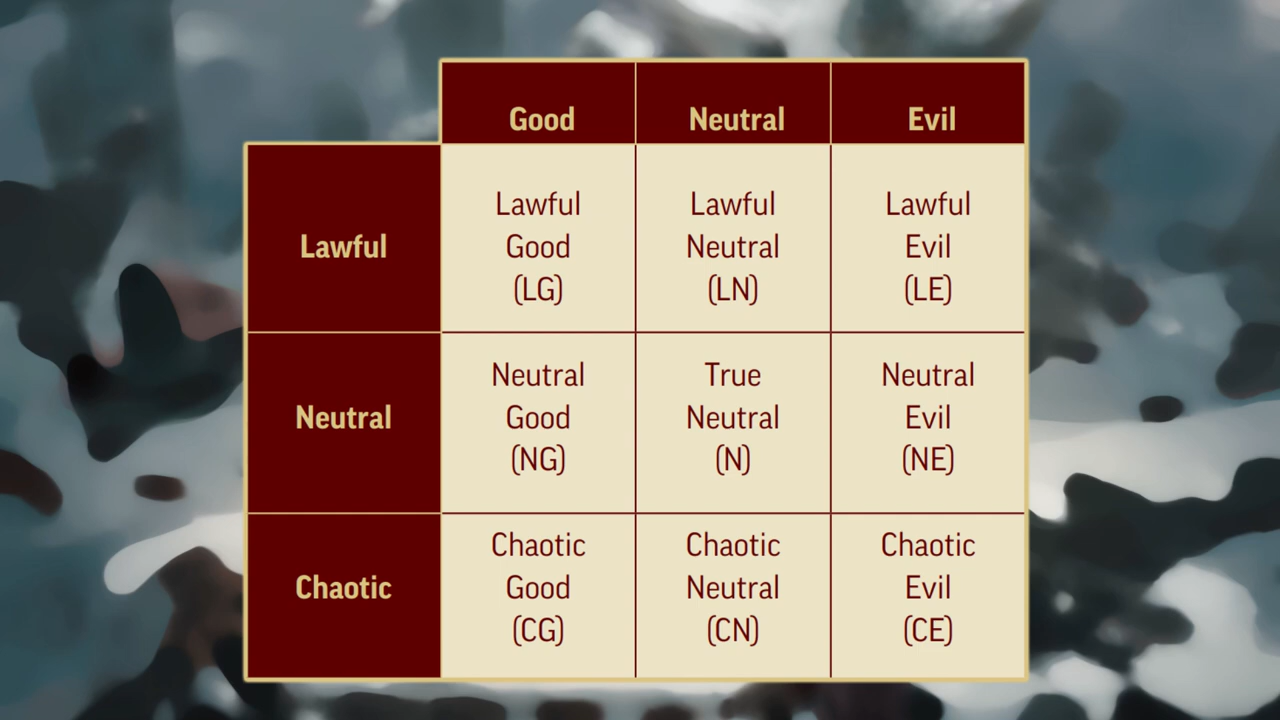 Good Neutral Evil
Lawful
Lawful
Good
(LG)
Lawful
Neutral
(LN)
Lawful
Evil
(LE)
Neutral
Neutral
Good
(NG)
True
Neutral
(N)
Neutral
Evil
(NE)
Chaotic
Chaotic
Good
(CG)
Chaotic
Neutral
(CN)
Chaotic
Evil
(CE)